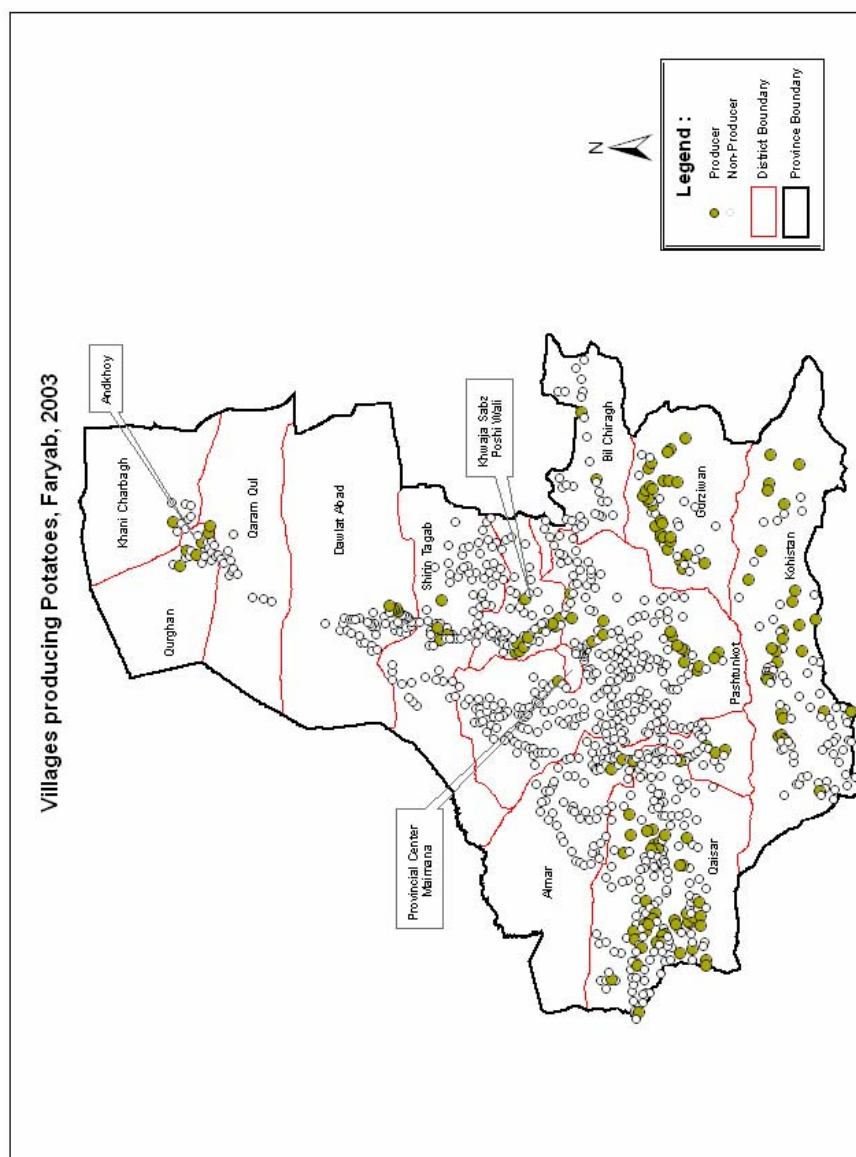 Villages producing Potatoes, Faryab, 2003
Andkhoy
Khani Charbagh
Qurghan
Qaram Qul
Dawlat Abad
Shirin Tagab
Khwaja Sabz
Poshi Wali
Provincial Center
Maimana
Almar
Bil Chiragh
Gurziwan
Pashtunkot
Qaisar
Kohistan
N
Legend :
Producer
Non-Producer
District Boundary
Province Boundary